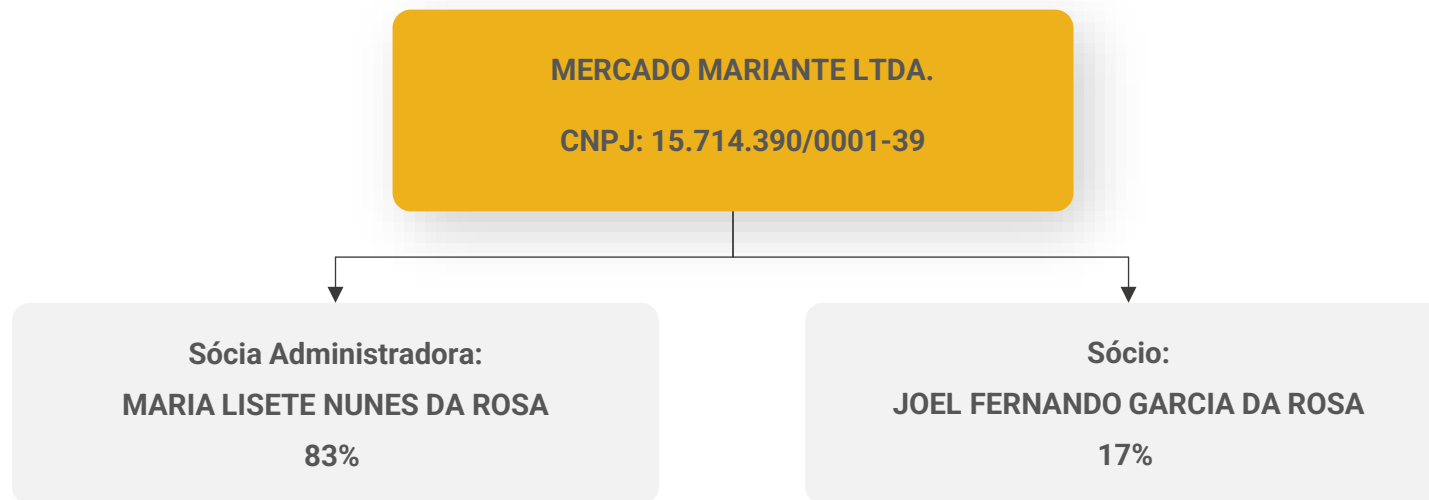 MERCADO MARIANTE LTDA.
CNPJ: 15.714.390/0001-39
Sócia Administradora:
MARIA LISETE NUNES DA ROSA
83%
Sócio:
JOEL FERNANDO GARCIA DA ROSA
17%